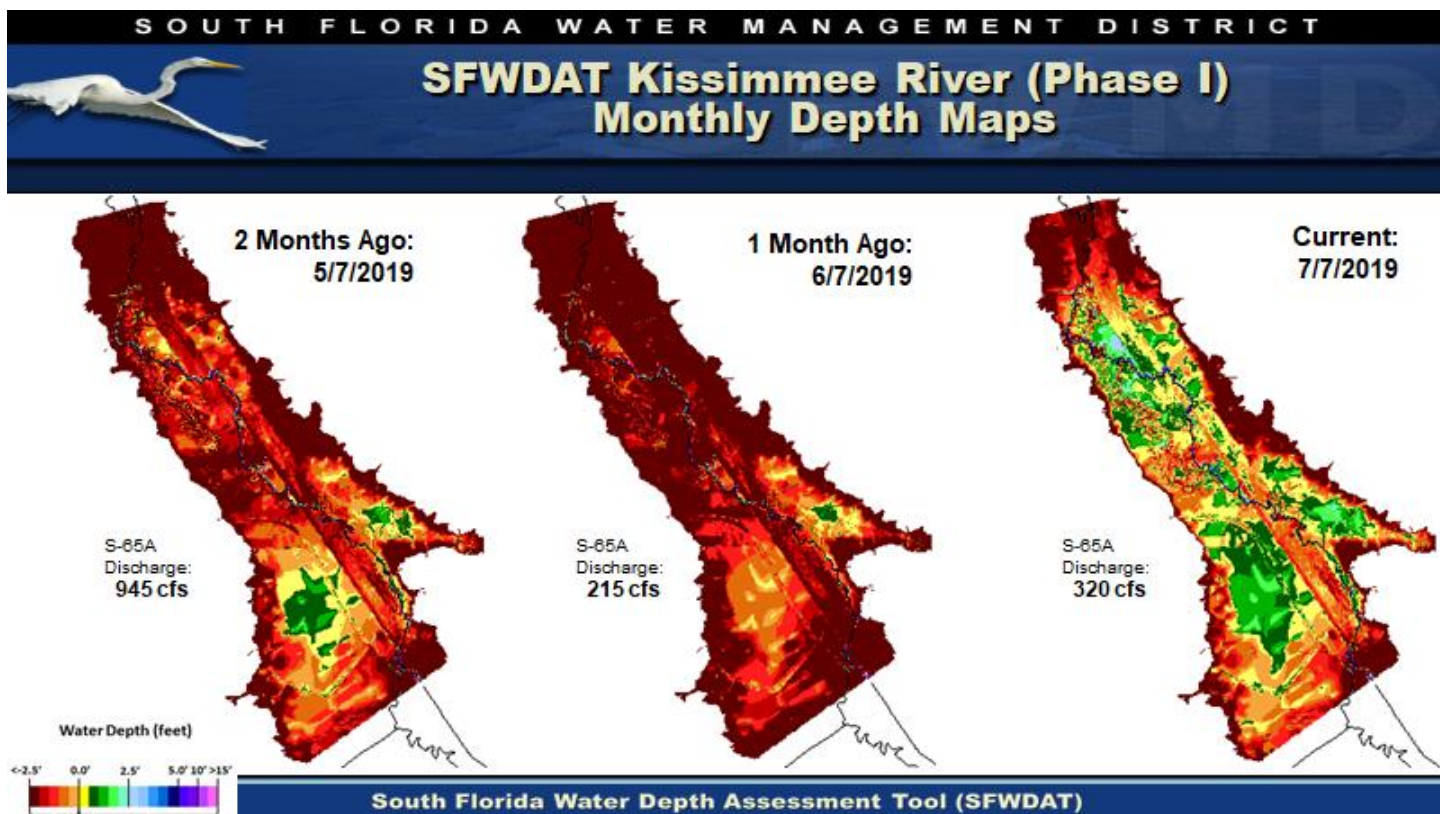 SOUTH FLORIDA WATER MANAGEMENT DISTRICT
SFWDAT Kissimmee River (Phase I)
Monthly Depth Maps
2 Months Ago:
5/7/2019
1 Month Ago:
6/7/2019
Current:
7/7/2019
S-65A
Discharge:
945 cfs
S-65A
Discharge:
215 cfs
S-65A
Discharge:
320 cfs
Water Depth (feet)
<-2.5' 0.0' 2.5' 5.0' 10' >15'
South Florida Water Depth Assessment Tool (SFWDAT)